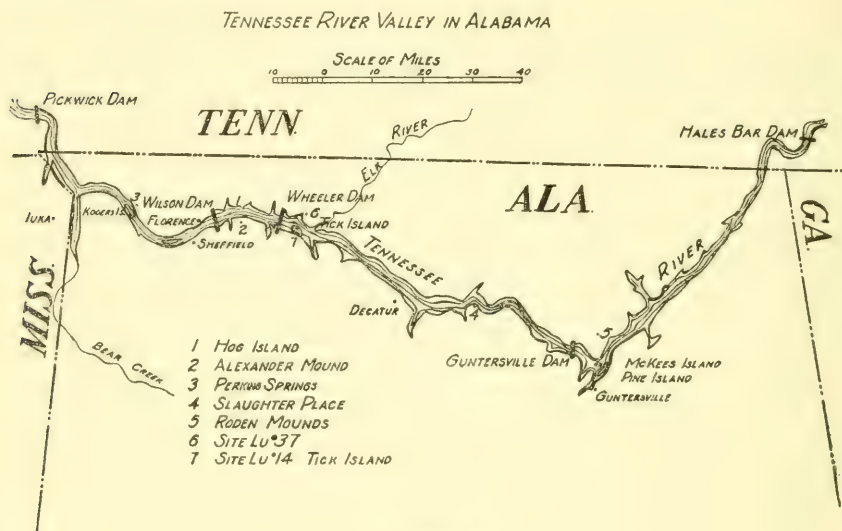 TENNESSEE RIVER VALLEY IN ALABAMA
SCALE OF MILES
10 0 10 20 30 40
PICKWICK DAM
TENN.
RIVER
ELK
HALES BAR DAM
ALA.
GA.
MISS.
IUKA
KOGERS IS.
3
WILSON DAM
FLORENCE
SHEFFIELD
1
2
WHEELER DAM
6
TICK ISLAND
7
TENNESSEE
RIVER
DECATUR
4
5
GUNTERSVILLE DAM
MCKEES ISLAND
PINE ISLAND
GUNTERSVILLE
BEAR CREEK
1 HOG ISLAND
2 ALEXANDER MOUND
3 PERKINS SPRINGS
4 SLAUGHTER PLACE
5 RODEN MOUNDS
6 SITE LU°37
7 SITE LU°14 TICK ISLAND